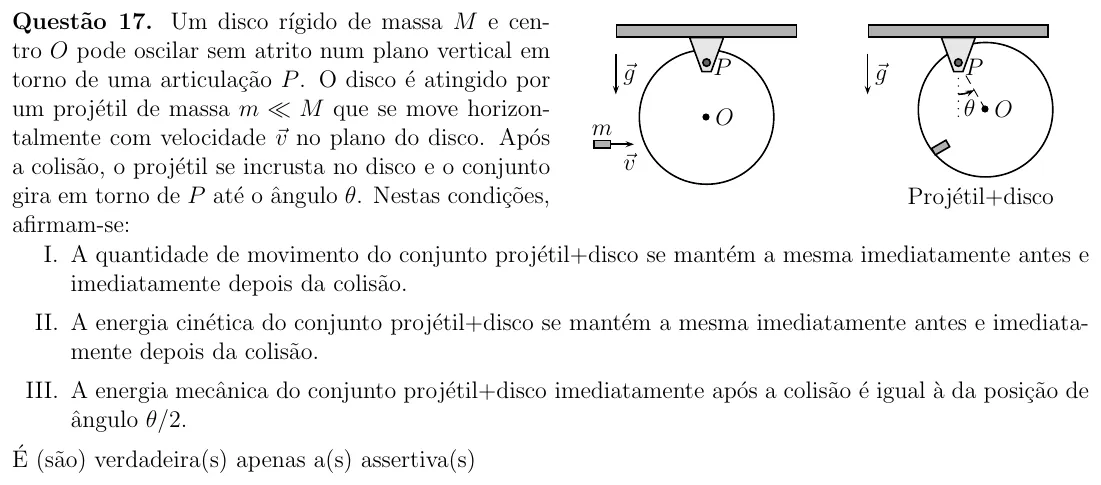 Questão 17. Um disco rígido de massa M e cen-
tro O pode oscilar sem atrito num plano vertical em
torno de uma articulação P. O disco é atingido por
um projétil de massa m ≪ M que se move horizon-
talmente com velocidade v⃗ no plano do disco. Após
a colisão, o projétil se incrusta no disco e o conjunto
gira em torno de P até o ângulo θ. Nestas condições,
afirmam-se:
g⃗
P
O
m
v⃗
g⃗
P
θ
O
Projétil+disco
I. A quantidade de movimento do conjunto projétil+disco se mantém a mesma imediatamente antes e
imediatamente depois da colisão.
II. A energia cinética do conjunto projétil+disco se mantém a mesma imediatamente antes e imediata-
mente depois da colisão.
III. A energia mecânica do conjunto projétil+disco imediatamente após a colisão é igual à da posição de
ângulo θ/2.
É (são) verdadeira(s) apenas a(s) assertiva(s)